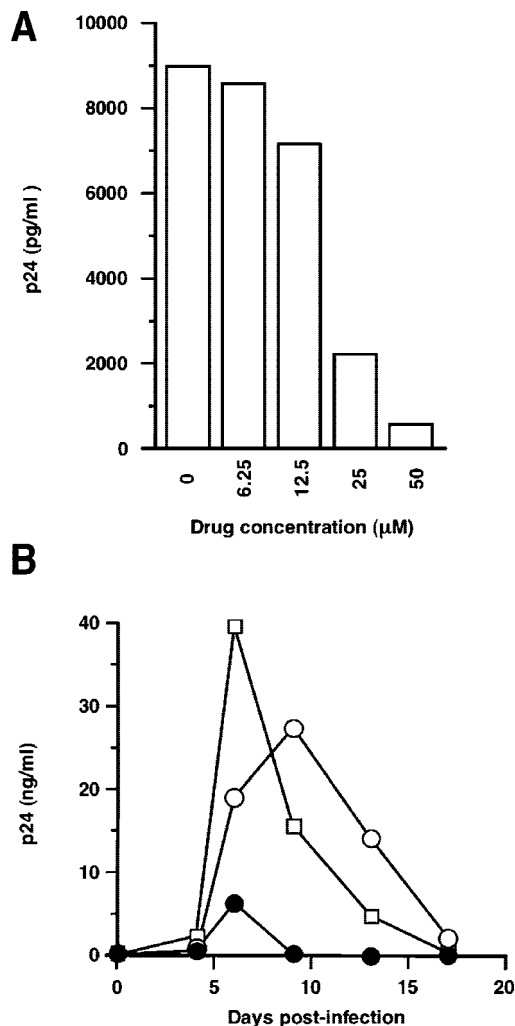 A
10000
8000
6000
4000
2000
0
p24 (pg/ml )
0 6.25 12.5 25 50
Drug concentration (μM)
B
40
30
20
10
0
p24 (ng/ml)
0 5 10 15 20
Days post-infection